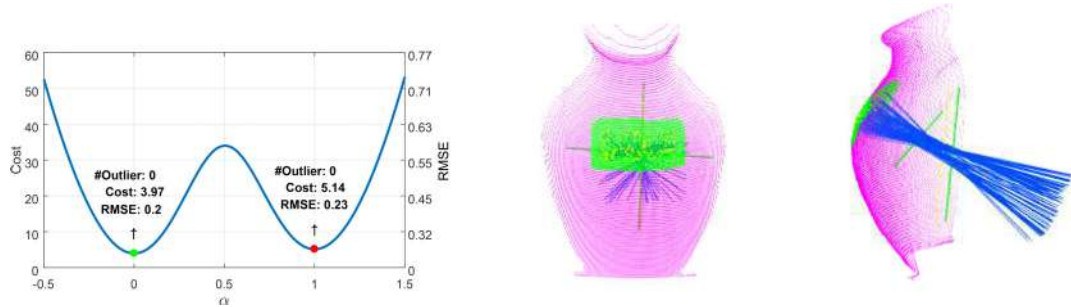 60
50
40
30
20
10
0
Cost
-0.5
0
0.5
1
1.5
α
0.77
0.71
0.63
0.55
0.45
0.32
0.00
RMSE
#Outlier: 0
Cost: 3.97
RMSE: 0.2
↑
#Outlier: 0
Cost: 5.14
RMSE: 0.23
↑